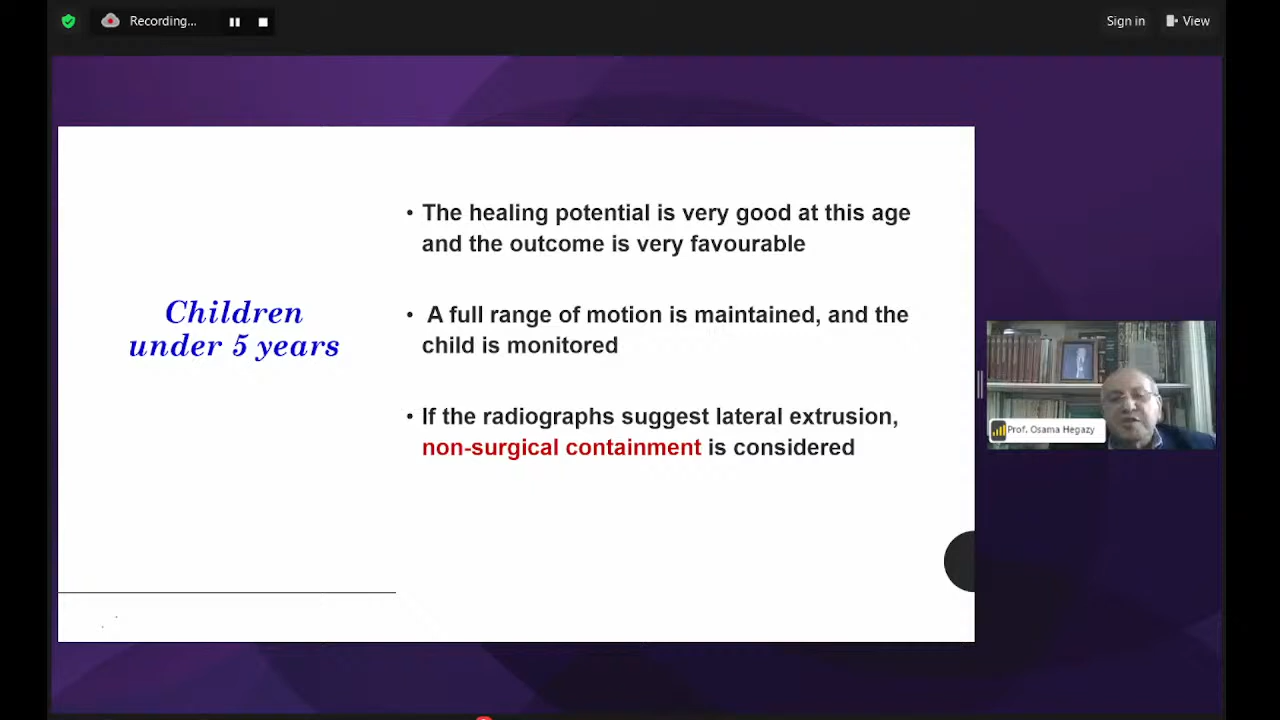 Recording...
Sign in
View
Children
under 5 years
• The healing potential is very good at this age
and the outcome is very favourable
• A full range of motion is maintained, and the
child is monitored
• If the radiographs suggest lateral extrusion,
non-surgical containment is considered
Prof. Osama Hegazy